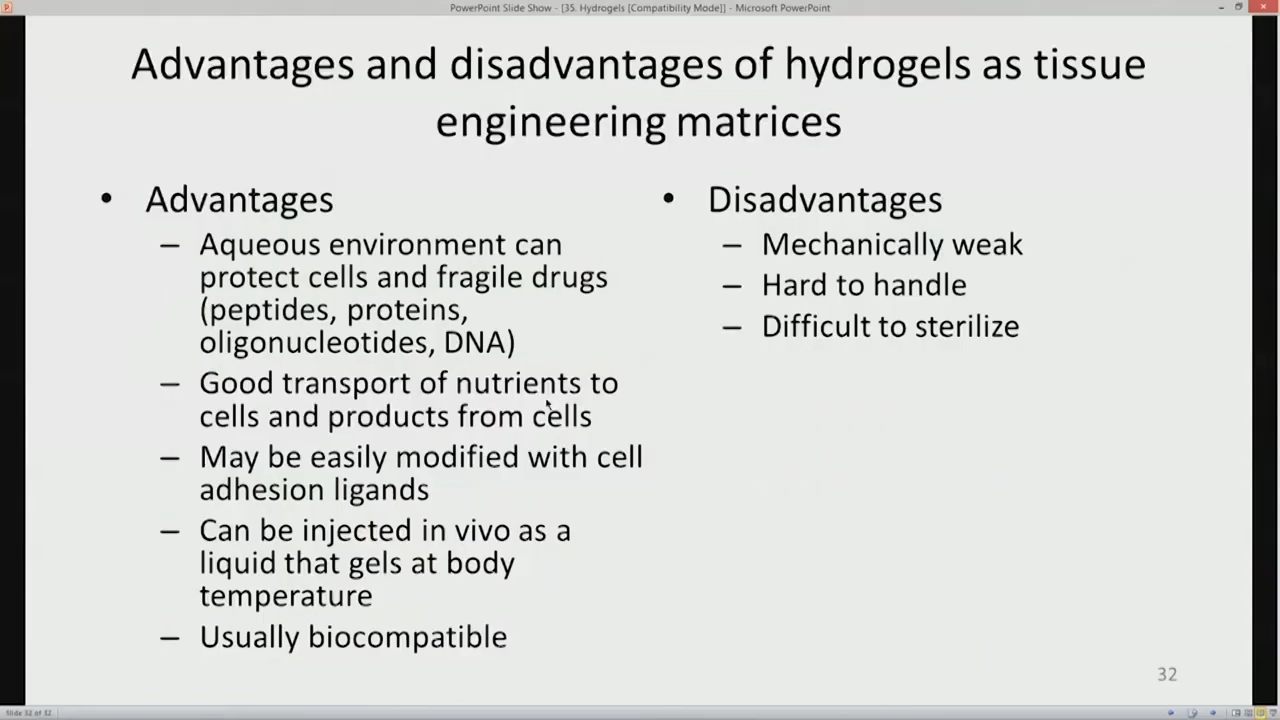 PowerPoint Slide Show - [35. Hydrogels [Compatibility Mode]] - Microsoft PowerPoint
Advantages and disadvantages of hydrogels as tissue
engineering matrices
• Advantages
– Aqueous environment can
protect cells and fragile drugs
(peptides, proteins,
oligonucleotides, DNA)
– Good transport of nutrients to
cells and products from cells
– May be easily modified with cell
adhesion ligands
– Can be injected in vivo as a
liquid that gels at body
temperature
– Usually biocompatible
• Disadvantages
– Mechanically weak
– Hard to handle
– Difficult to sterilize
32
Slide 32 of 32